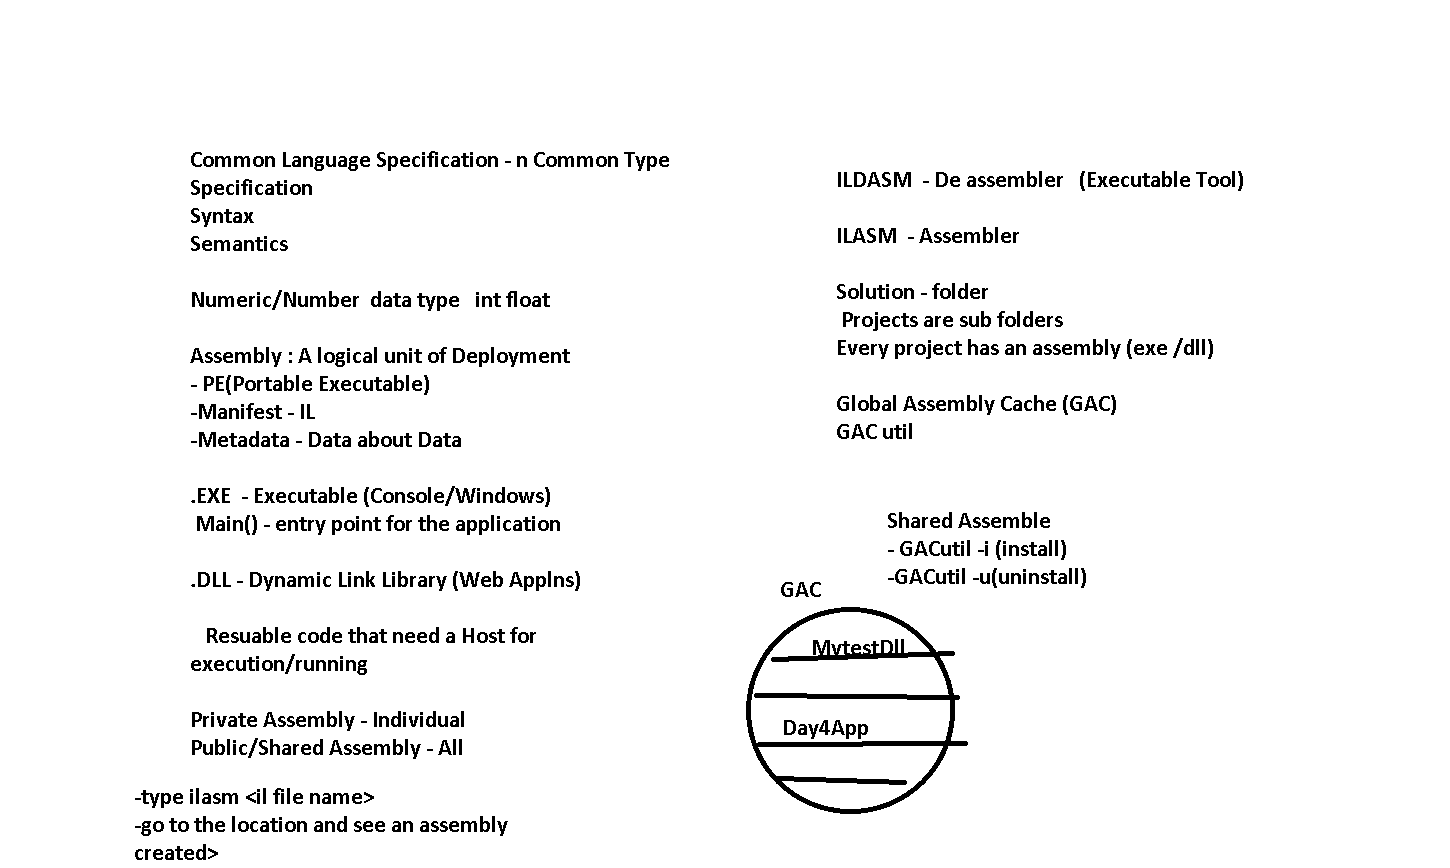 Common Language Specification - n Common Type
Specification
Syntax
Semantics
Numeric/Number  data type   int float
Assembly : A logical unit of Deployment
- PE(Portable Executable)
-Manifest - IL
-Metadata - Data about Data
.EXE  - Executable (Console/Windows)
Main() - entry point for the application
.DLL - Dynamic Link Library (Web Applns)
Resuable code that need a Host for
execution/running
Private Assembly - Individual
Public/Shared Assembly - All
-type ilasm <il file name>
-go to the location and see an assembly
created>
ILDASM  - De assembler   (Executable Tool)
ILASM  - Assembler
Solution - folder
Projects are sub folders
Every project has an assembly (exe /dll)
Global Assembly Cache (GAC)
GAC util
Shared Assemble
- GACutil -i (install)
-GACutil -u(uninstall)
GAC
MytestDll
Day4App